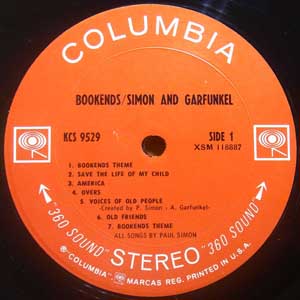 COLUMBIA
BOOKENDS/SIMON AND GARFUNKEL
KCS 9529
SIDE 1
XSM 118887
1. BOOKENDS THEME
2. SAVE THE LIFE OF MY CHILD
3. AMERICA
4. OVERS
5. VOICES OF OLD PEOPLE
-Created by P. Simon - A. Garfunkel-
6. OLD FRIENDS
7. BOOKENDS THEME
ALL SONGS BY PAUL SIMON
"360 SOUND" STEREO "360 SOUND"
® "COLUMBIA" MARCAS REG. PRINTED IN U.S.A.